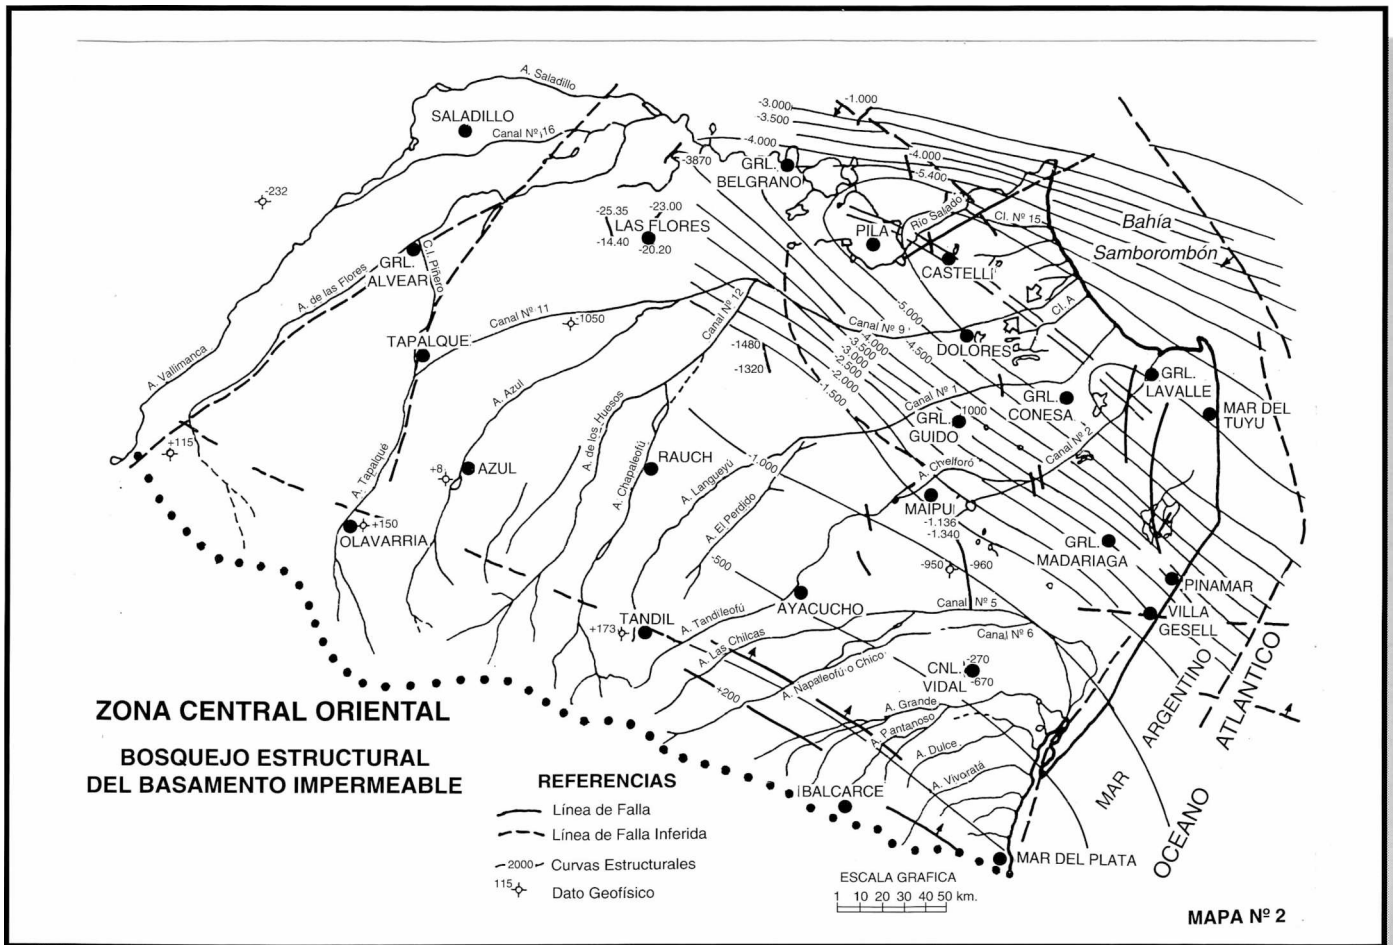 A. Saladillo
SALADILLO
Canal Nº 16
-3.000
-1.000
-3.500
-4.000
-4.000
-3870
GRL.
BELGRANO
-5.400
-232
-25.35
-23.00
LAS FLORES
-14.40
-20.20
Río Salado
Cl. Nº 15
Bahía
Samborombón
PILA
CASTELLI
GRL.
ALVEAR
C.I. Piñero
A. de las Flores
Canal Nº 11
-1050
Canal Nº 12
Canal Nº 9
-5.000
Cl. A
TAPALQUE
A. Vallimanca
-1480
-1320
-4.500
-4.000
-3.500
-3.000
-2.500
-2.000
-1.500
DOLORES
A. Azul
A. de los Huesos
Canal Nº 1
GRL.
LAVALLE
GRL.
CONESA
MAR DEL
TUYU
1000
GRL.
GUIDO
Canal Nº 2
+115
A. Tapalqué
+8
AZUL
A. Chapaleofú
RAUCH
A. Langueyú
-1.000
A. El Perdido
A. Chelforó
MAIPU
-1.136
-1.340
+150
OLAVARRIA
GRL.
MADARIAGA
-500
-950
-960
PINAMAR
AYACUCHO
Canal Nº 5
VILLA
GESELL
TANDIL
+173
A. Tandileofú
A. Las Chilcas
Canal Nº 6
A. Napaleofú o Chico
CNL.
VIDAL
-270
-670
+200
A. Grande
A. Pantanoso
A. Dulce
A. Vivoratá
MAR ARGENTINO
OCEANO ATLANTICO
BALCARCE
MAR DEL PLATA
ZONA CENTRAL ORIENTAL
BOSQUEJO ESTRUCTURAL
DEL BASAMENTO IMPERMEABLE
REFERENCIAS
Línea de Falla
Línea de Falla Inferida
-2000- Curvas Estructurales
115 Dato Geofísico
ESCALA GRAFICA
1 10 20 30 40 50 km.
MAPA Nº 2